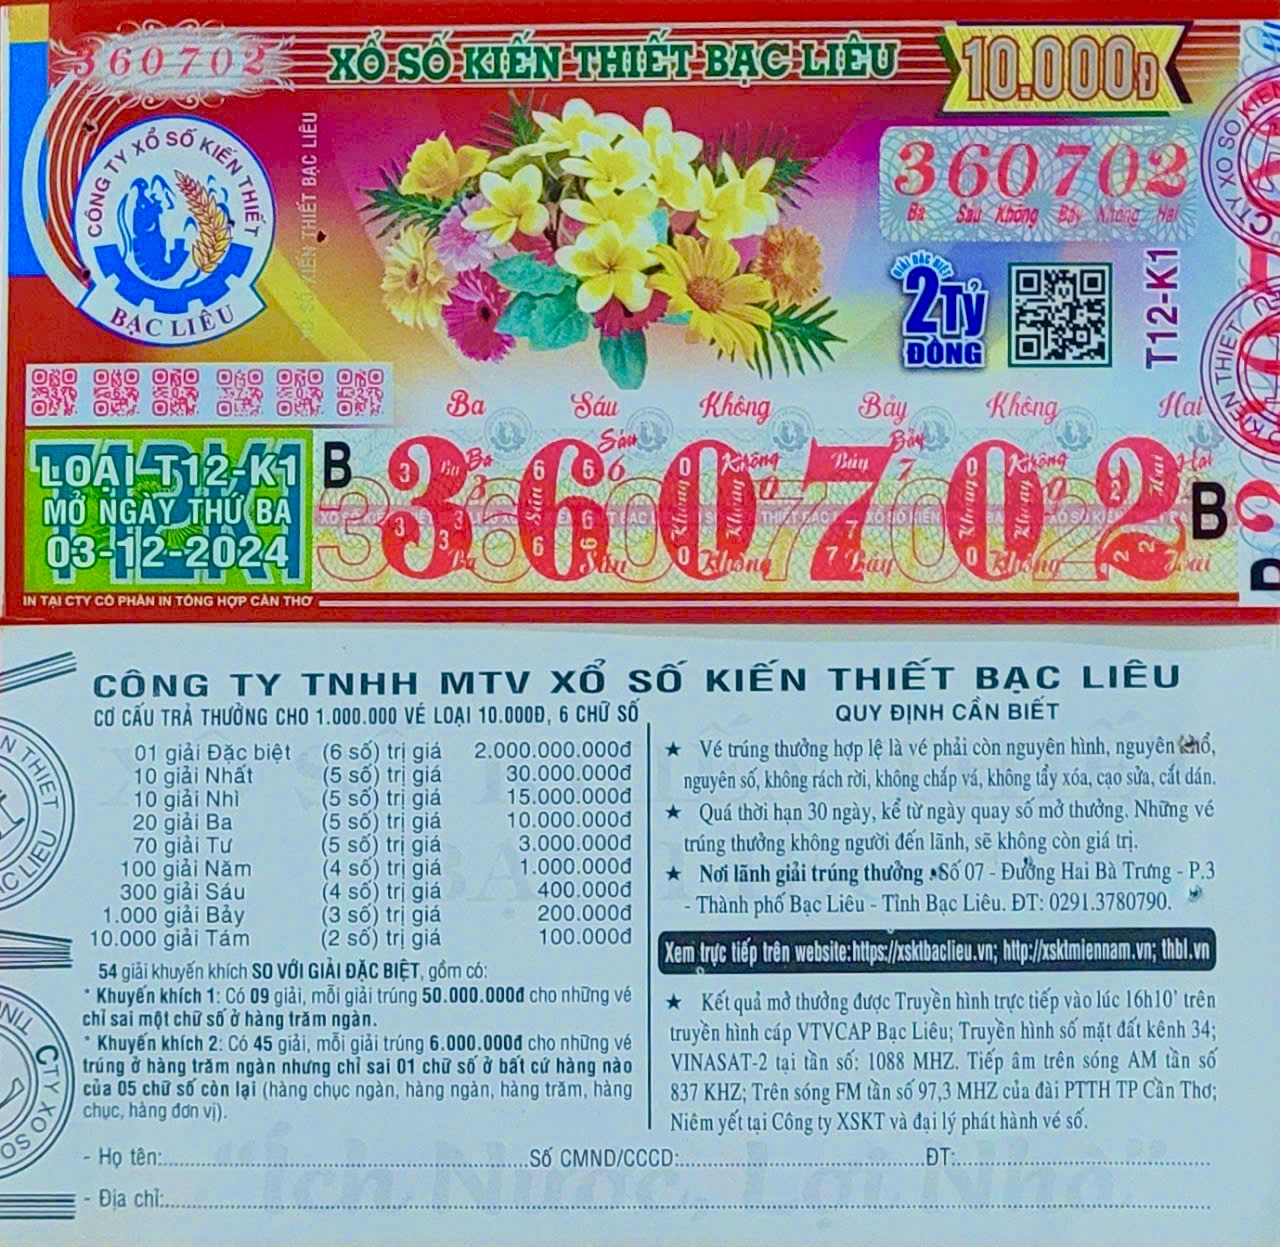 360702
XỔ SỐ KIẾN THIẾT BẠC LIÊU
10.000Đ
CÔNG TY XỔ SỐ KIẾN THIẾT
BẠC LIÊU
360702
Ba Sáu Không Bảy Không Hai
GIẢI ĐẶC BIỆT
2 TỶ
ĐỒNG
T12-K1
Ba Sáu Không Bảy Không Hai
LOẠI T12-K1
MỞ NGÀY THỨ BA
03-12-2024
B 360702 B
IN TẠI CTY CỔ PHẦN IN TỔNG HỢP CẦN THƠ
CÔNG TY TNHH MTV XỔ SỐ KIẾN THIẾT BẠC LIÊU
CƠ CẤU TRẢ THƯỞNG CHO 1.000.000 VÉ LOẠI 10.000Đ, 6 CHỮ SỐ
01 giải Đặc biệt (6 số) trị giá 2.000.000.000đ
10 giải Nhất (5 số) trị giá 30.000.000đ
10 giải Nhì (5 số) trị giá 15.000.000đ
20 giải Ba (5 số) trị giá 10.000.000đ
70 giải Tư (5 số) trị giá 3.000.000đ
100 giải Năm (4 số) trị giá 1.000.000đ
300 giải Sáu (4 số) trị giá 400.000đ
1.000 giải Bảy (3 số) trị giá 200.000đ
10.000 giải Tám (2 số) trị giá 100.000đ
54 giải khuyến khích SO VỚI GIẢI ĐẶC BIỆT, gồm có:
* Khuyến khích 1: Có 09 giải, mỗi giải trúng 50.000.000đ cho những vé
chỉ sai một chữ số ở hàng trăm ngàn.
* Khuyến khích 2: Có 45 giải, mỗi giải trúng 6.000.000đ cho những vé
trúng ở hàng trăm ngàn nhưng chỉ sai 01 chữ số ở bất cứ hàng nào
của 05 chữ số còn lại (hàng chục ngàn, hàng ngàn, hàng trăm, hàng
chục, hàng đơn vị).
QUY ĐỊNH CẦN BIẾT
★ Vé trúng thưởng hợp lệ là vé phải còn nguyên hình, nguyên khổ,
nguyên số, không rách rời, không chắp vá, không tẩy xóa, cạo sửa, cắt dán.
★ Quá thời hạn 30 ngày, kể từ ngày quay số mở thưởng. Những vé
trúng thưởng không người đến lãnh, sẽ không còn giá trị.
★ Nơi lãnh giải trúng thưởng : Số 07 - Đường Hai Bà Trưng - P.3
- Thành phố Bạc Liêu - Tỉnh Bạc Liêu. ĐT: 0291.3780790.
Xem trực tiếp trên website:https://xsktbaclieu.vn; http://xsktmiennam.vn; thbl.vn
★ Kết quả mở thưởng được Truyền hình trực tiếp vào lúc 16h10' trên
truyền hình cáp VTVCAP Bạc Liêu; Truyền hình số mặt đất kênh 34;
VINASAT-2 tại tần số: 1088 MHZ. Tiếp âm trên sóng AM tần số
837 KHZ; Trên sóng FM tần số 97,3 MHZ của đài PTTH TP Cần Thơ;
Niêm yết tại Công ty XSKT và đại lý phát hành vé số.
- Họ tên: Số CMND/CCCD: ĐT:
- Địa chỉ: